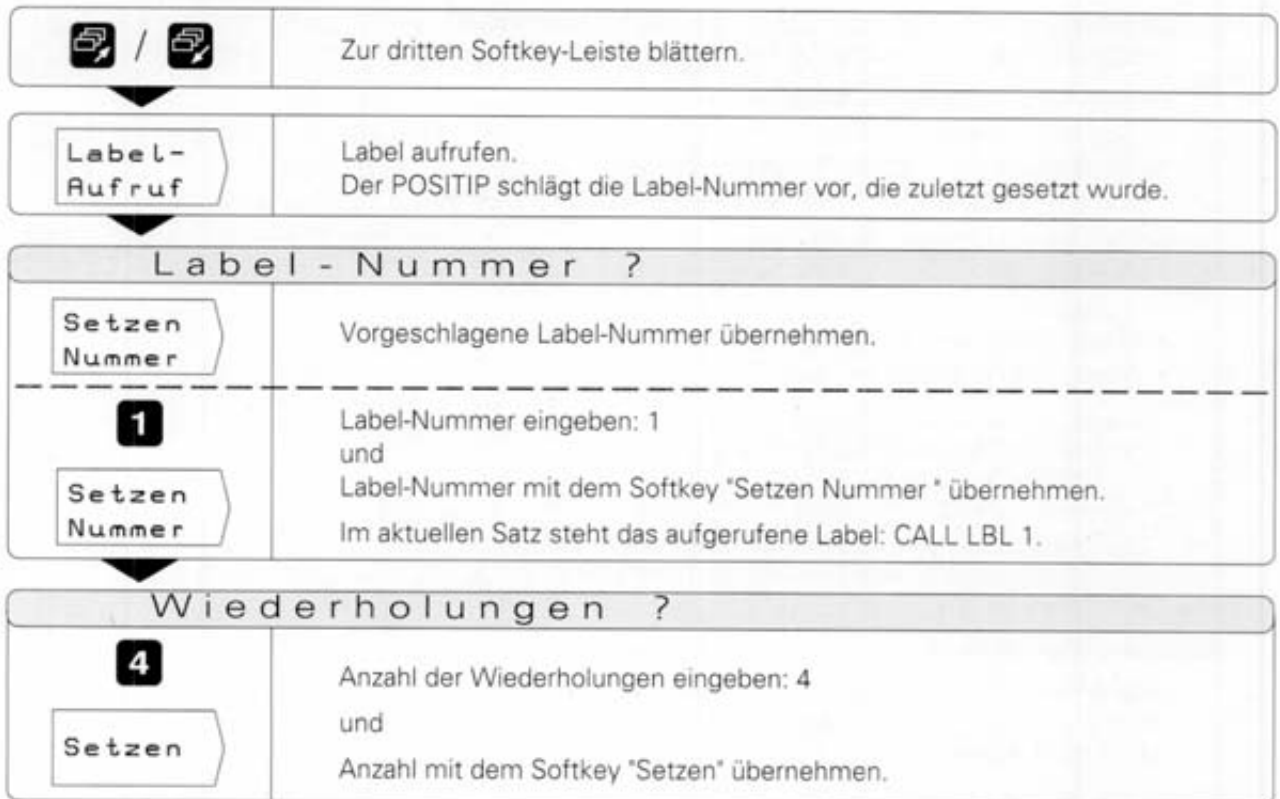 /
Zur dritten Softkey-Leiste blättern.
Label-
Aufruf
Label aufrufen.
Der POSITIP schlägt die Label-Nummer vor, die zuletzt gesetzt wurde.
Label-Nummer ?
Setzen
Nummer
Vorgeschlagene Label-Nummer übernehmen.
1
Setzen
Nummer
Label-Nummer eingeben: 1
und
Label-Nummer mit dem Softkey "Setzen Nummer " übernehmen.
Im aktuellen Satz steht das aufgerufene Label: CALL LBL 1.
Wiederholungen ?
4
Setzen
Anzahl der Wiederholungen eingeben: 4
und
Anzahl mit dem Softkey "Setzen" übernehmen.